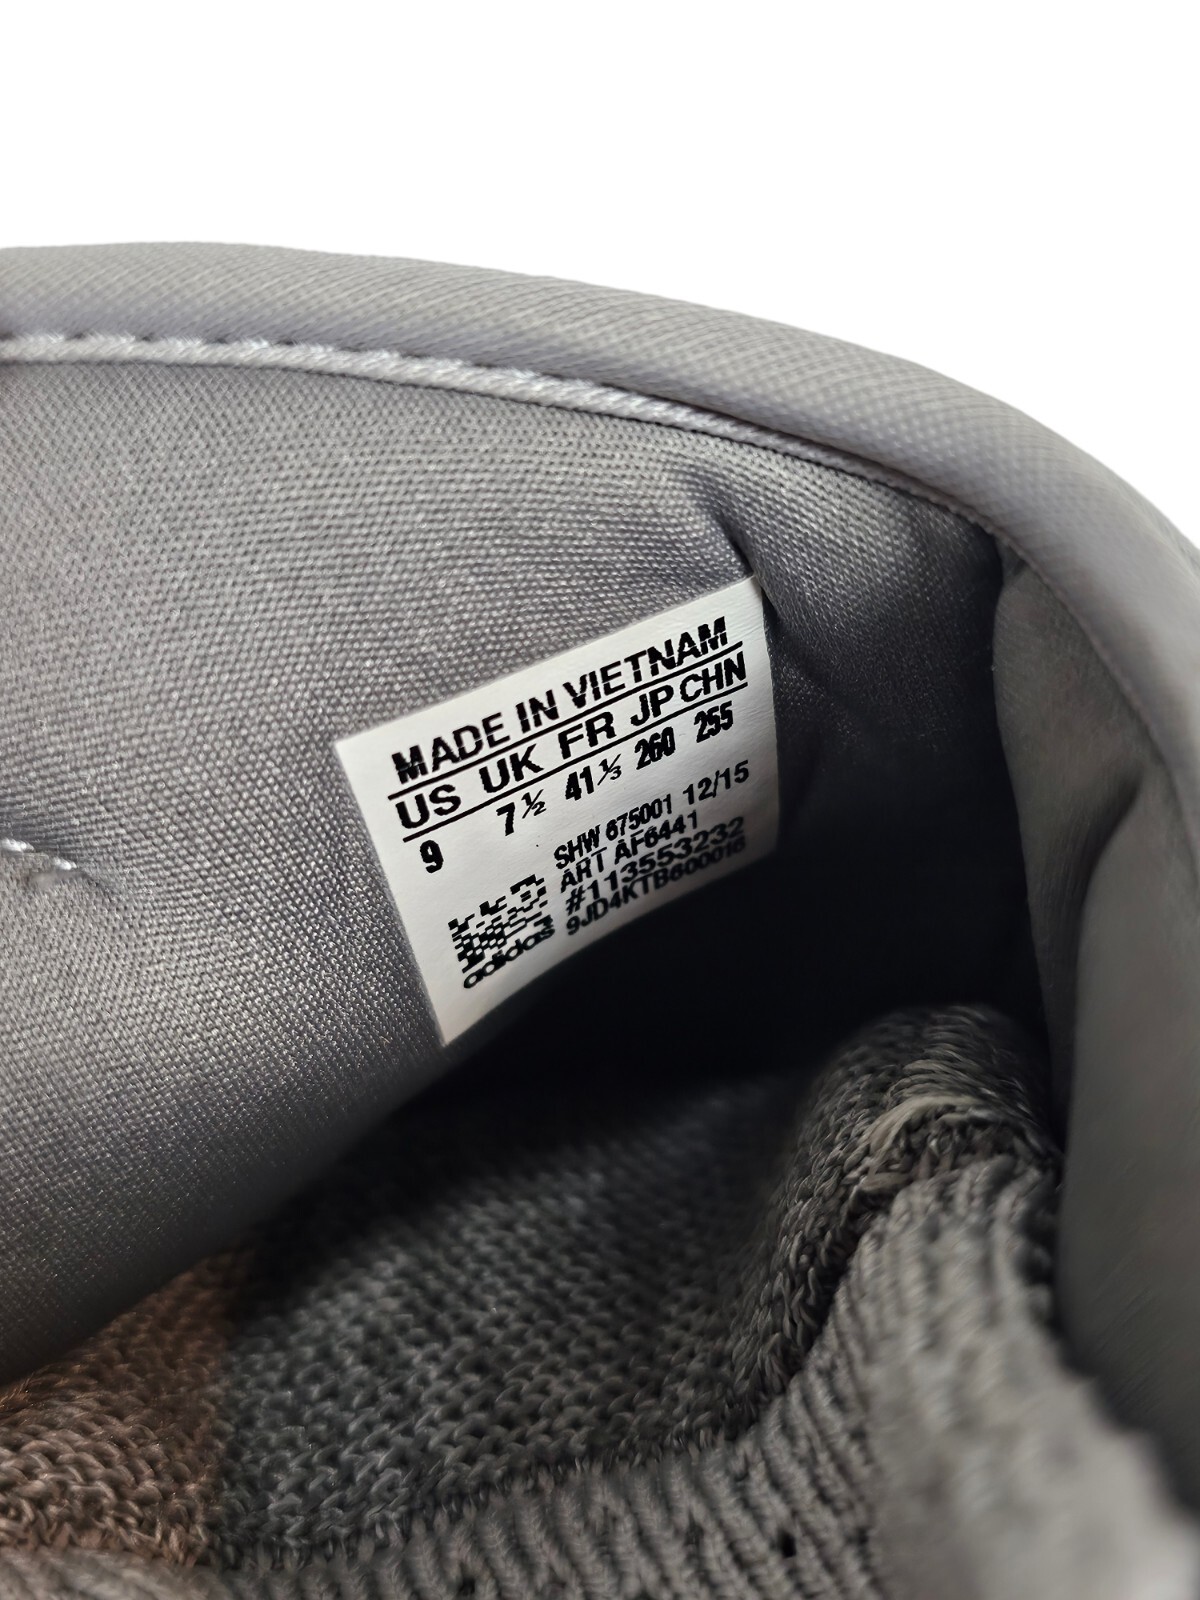 MADE IN VIETNAM
US UK FR JP CHN
9 7½ 41⅓ 260 255
SHW 675001 12/15
ART AF6441
#113553232
9JD4KTB600016
adidas